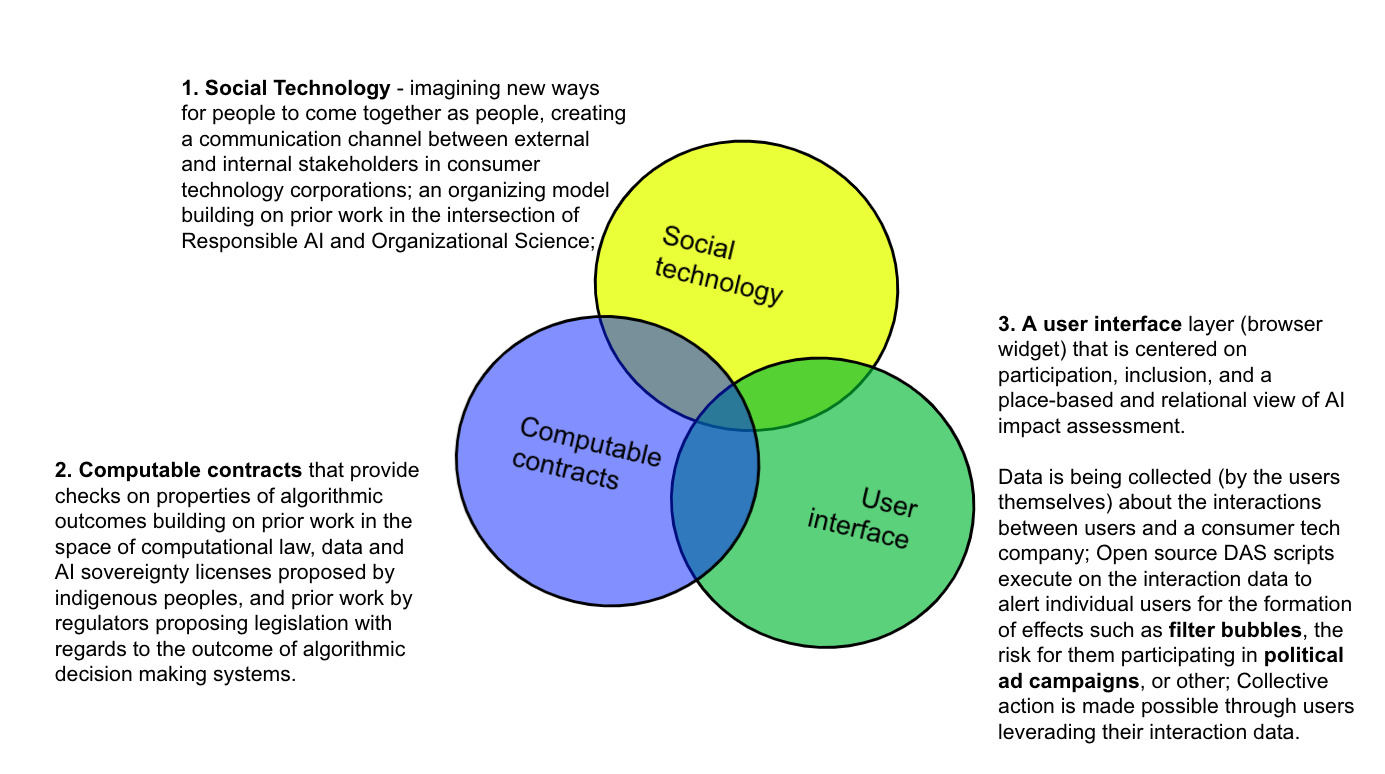 1. Social Technology - imagining new ways
for people to come together as people, creating
a communication channel between external
and internal stakeholders in consumer
technology corporations; an organizing model
building on prior work in the intersection of
Responsible AI and Organizational Science;
Social
technology
3. A user interface layer (browser
widget) that is centered on
participation, inclusion, and a
place-based and relational view of AI
impact assessment.
Data is being collected (by the users
themselves) about the interactions
between users and a consumer tech
company; Open source DAS scripts
execute on the interaction data to
alert individual users for the formation
of effects such as filter bubbles, the
risk for them participating in political
ad campaigns, or other; Collective
action is made possible through users
leverading their interaction data.
Computable
contracts
2. Computable contracts that provide
checks on properties of algorithmic
outcomes building on prior work in the
space of computational law, data and
AI sovereignty licenses proposed by
indigenous peoples, and prior work by
regulators proposing legislation with
regards to the outcome of algorithmic
decision making systems.
User
interface